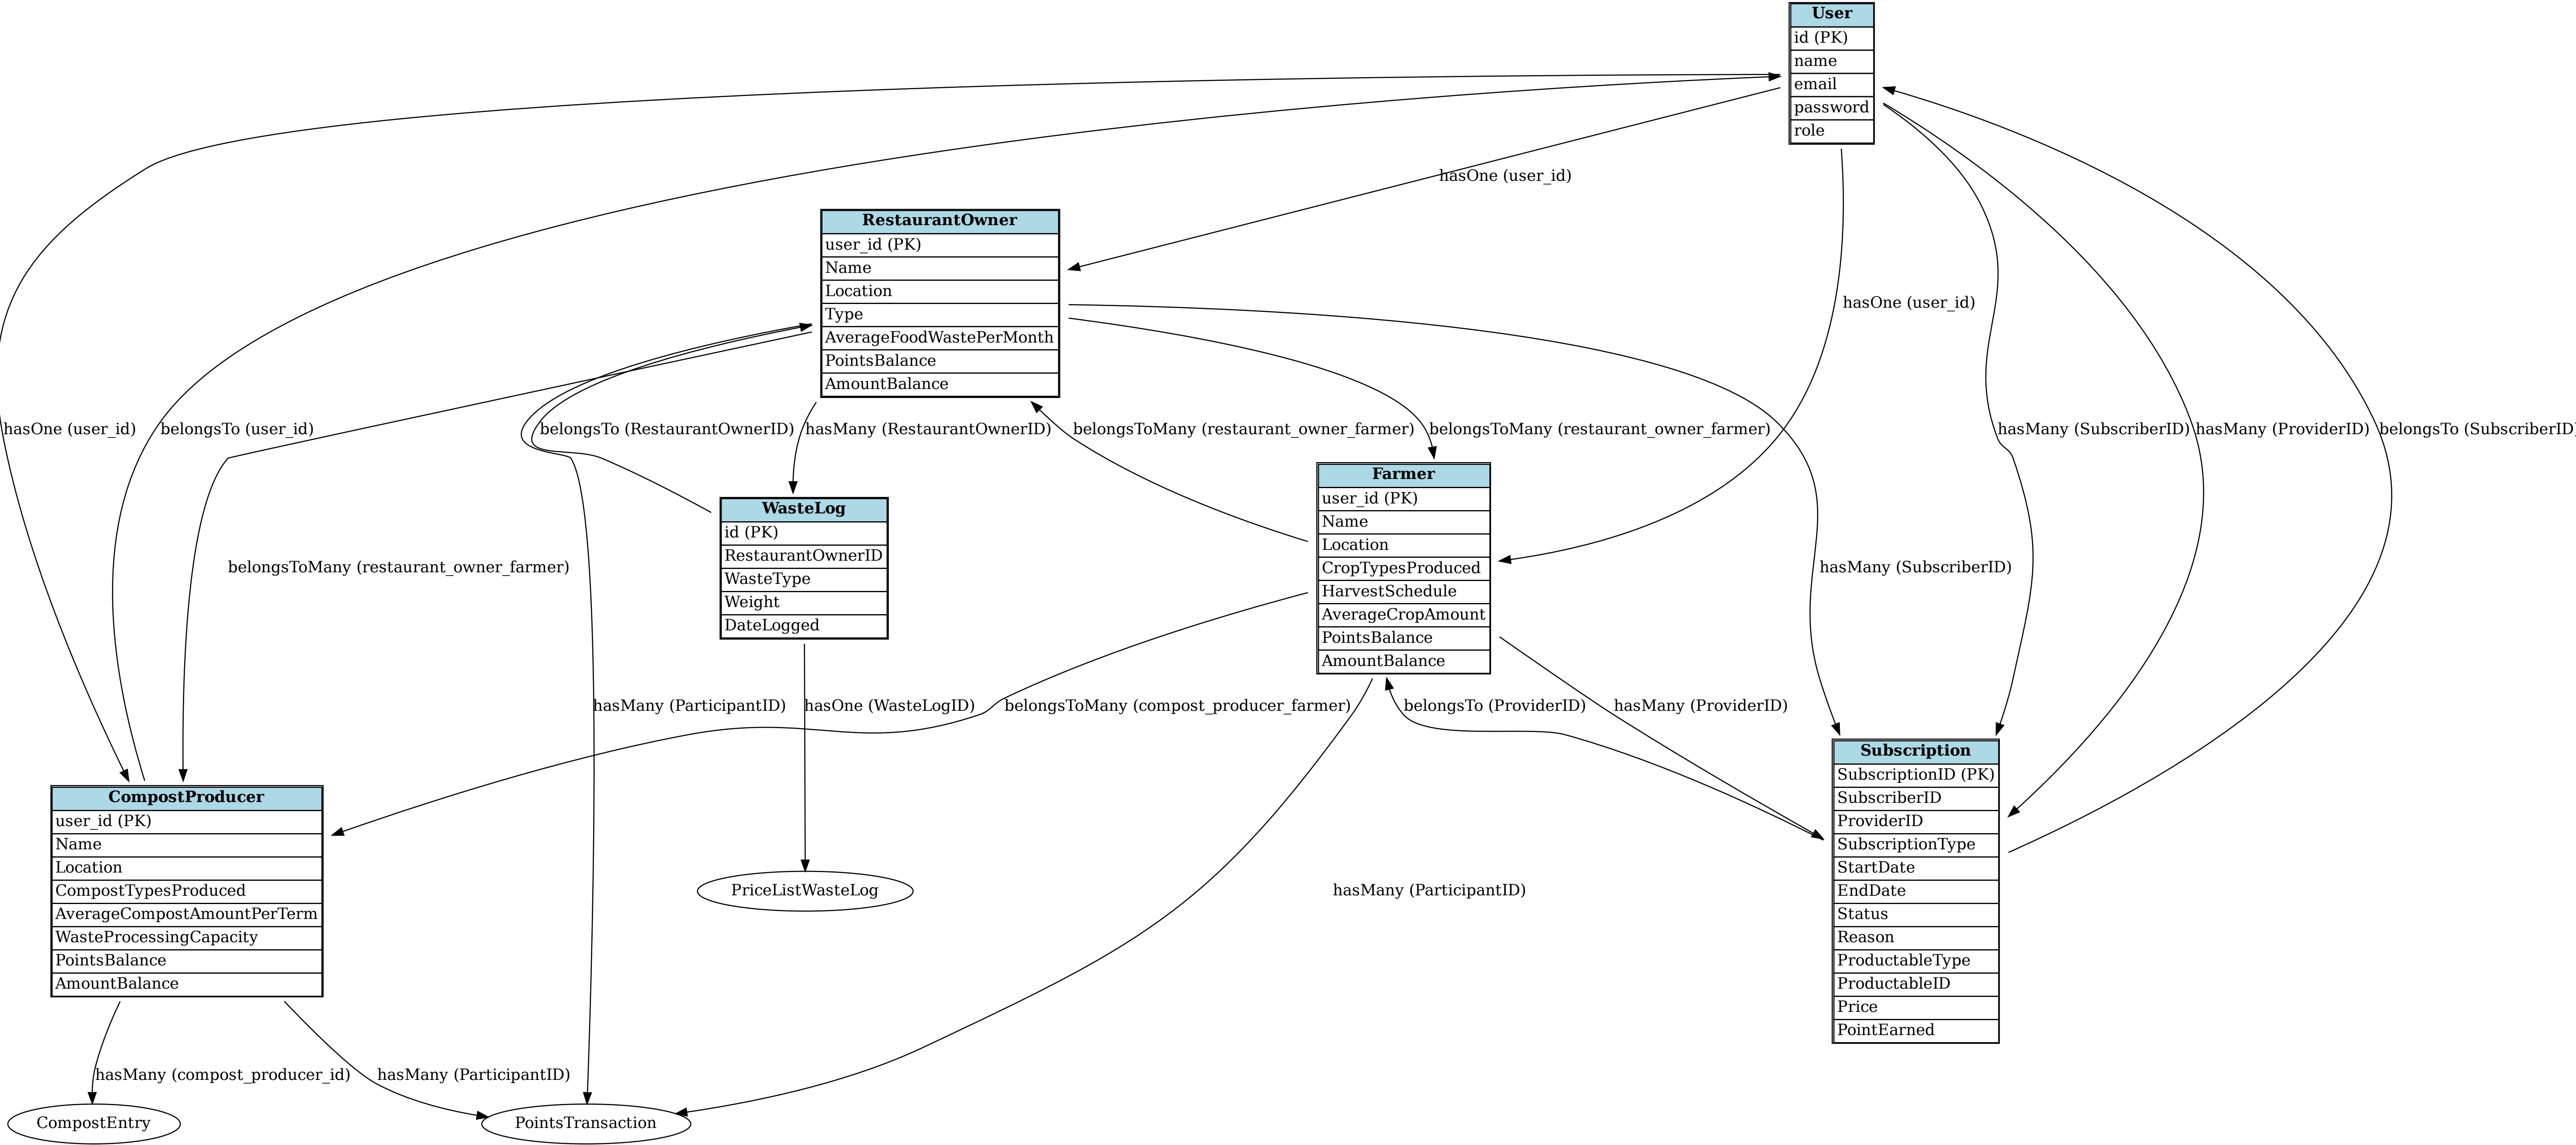 User
id (PK)
name
email
password
role
hasOne (user_id)
RestaurantOwner
user_id (PK)
Name
Location
Type
AverageFoodWastePerMonth
PointsBalance
AmountBalance
hasOne (user_id)
hasOne (user_id)
belongsTo (user_id)
belongsTo (RestaurantOwnerID)
hasMany (RestaurantOwnerID)
belongsToMany (restaurant_owner_farmer)
belongsToMany (restaurant_owner_farmer)
hasMany (SubscriberID)
hasMany (ProviderID)
belongsTo (SubscriberID)
Farmer
user_id (PK)
Name
Location
CropTypesProduced
HarvestSchedule
AverageCropAmount
PointsBalance
AmountBalance
WasteLog
id (PK)
RestaurantOwnerID
WasteType
Weight
DateLogged
belongsToMany (restaurant_owner_farmer)
hasMany (SubscriberID)
hasMany (ParticipantID)
hasOne (WasteLogID)
belongsToMany (compost_producer_farmer)
belongsTo (ProviderID)
hasMany (ProviderID)
Subscription
SubscriptionID (PK)
SubscriberID
ProviderID
SubscriptionType
StartDate
EndDate
Status
Reason
ProductableType
ProductableID
Price
PointEarned
CompostProducer
user_id (PK)
Name
Location
CompostTypesProduced
AverageCompostAmountPerTerm
WasteProcessingCapacity
PointsBalance
AmountBalance
PriceListWasteLog
hasMany (ParticipantID)
hasMany (compost_producer_id)
hasMany (ParticipantID)
CompostEntry
PointsTransaction